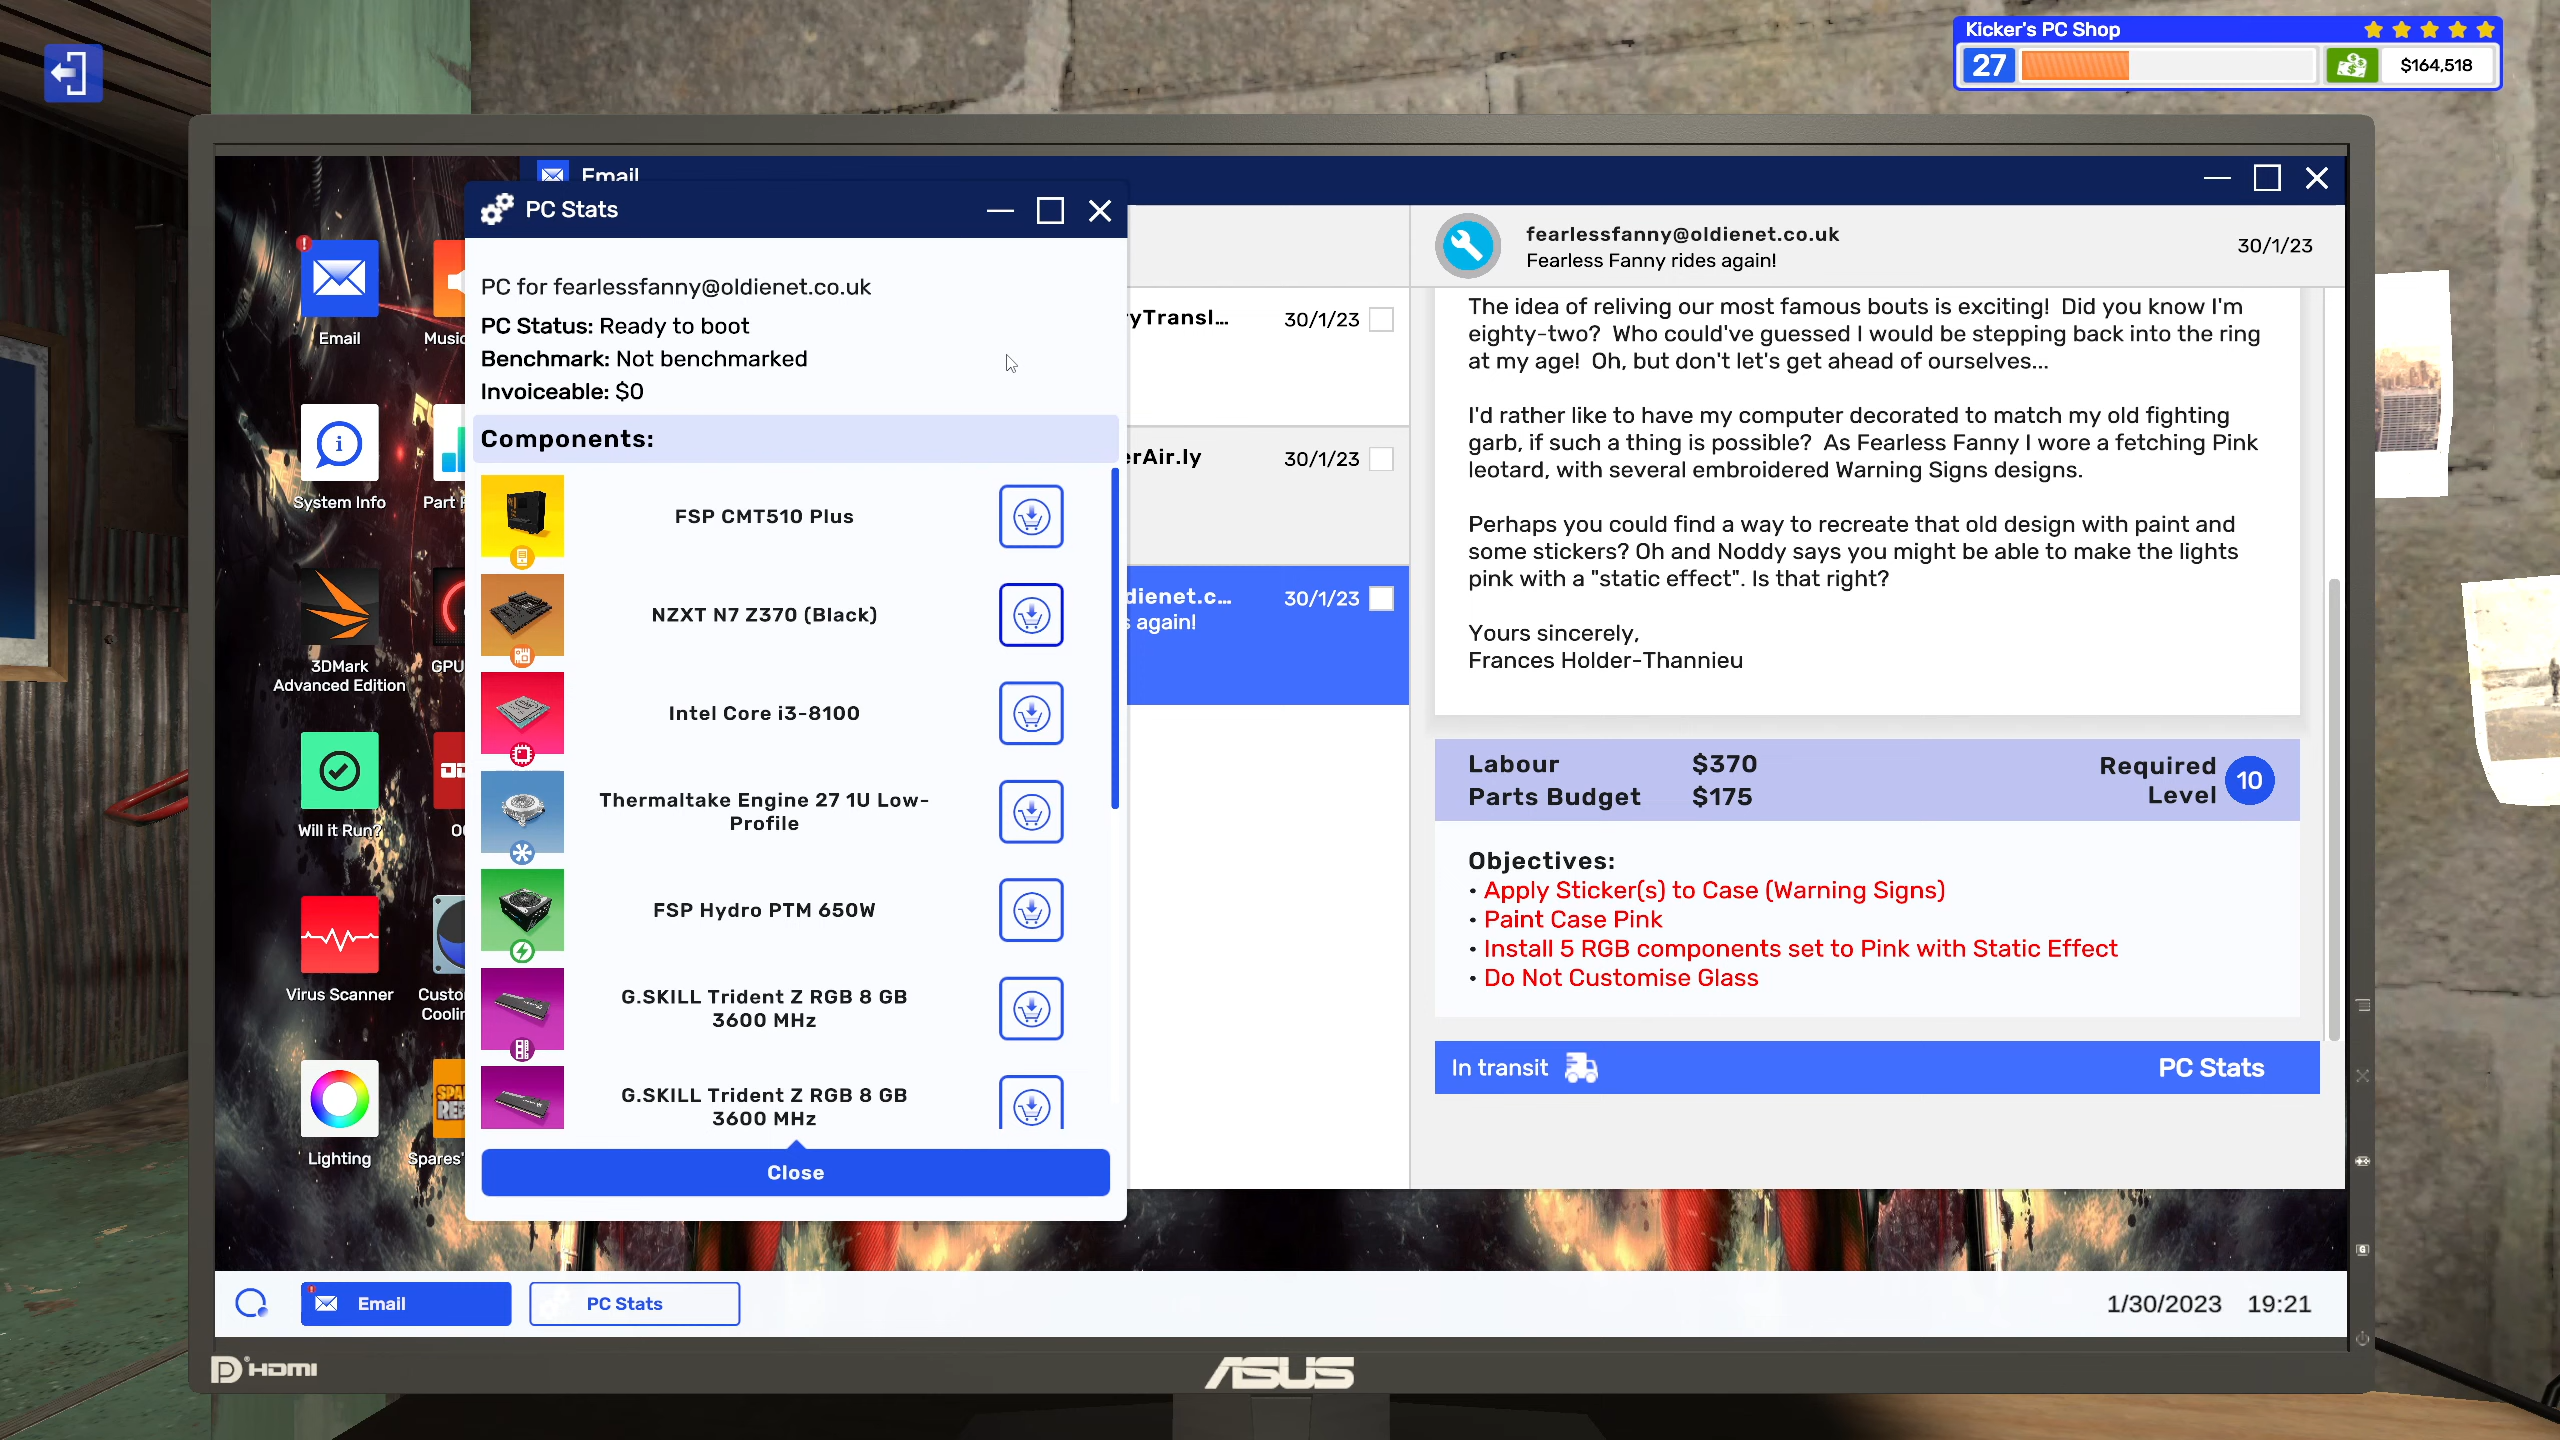 Kicker's PC Shop
27
$164,518
Email
PC Stats
PC for fearlessfanny@oldienet.co.uk
PC Status: Ready to boot
Benchmark: Not benchmarked
Invoiceable: $0
Components:
FSP CMT510 Plus
NZXT N7 Z370 (Black)
Intel Core i3-8100
Thermaltake Engine 27 1U Low-
Profile
FSP Hydro PTM 650W
G.SKILL Trident Z RGB 8 GB
3600 MHz
G.SKILL Trident Z RGB 8 GB
3600 MHz
Close
Email
Music
System Info
Part
3DMark
Advanced Edition
GPU
Will it Run?
Virus Scanner
Lighting
Spares'
30/1/23
erAir.ly
30/1/23
dienet.c...
30/1/23
again!
fearlessfanny@oldienet.co.uk
Fearless Fanny rides again!
30/1/23
The idea of reliving our most famous bouts is exciting! Did you know I'm
eighty-two? Who could've guessed I would be stepping back into the ring
at my age! Oh, but don't let's get ahead of ourselves...
I'd rather like to have my computer decorated to match my old fighting
garb, if such a thing is possible? As Fearless Fanny I wore a fetching Pink
leotard, with several embroidered Warning Signs designs.
Perhaps you could find a way to recreate that old design with paint and
some stickers? Oh and Noddy says you might be able to make the lights
pink with a "static effect". Is that right?
Yours sincerely,
Frances Holder-Thannieu
Labour $370
Parts Budget $175
Required
Level
10
Objectives:
• Apply Sticker(s) to Case (Warning Signs)
• Paint Case Pink
• Install 5 RGB components set to Pink with Static Effect
• Do Not Customise Glass
In transit
PC Stats
Email
PC Stats
1/30/2023 19:21
HDMI
ASUS